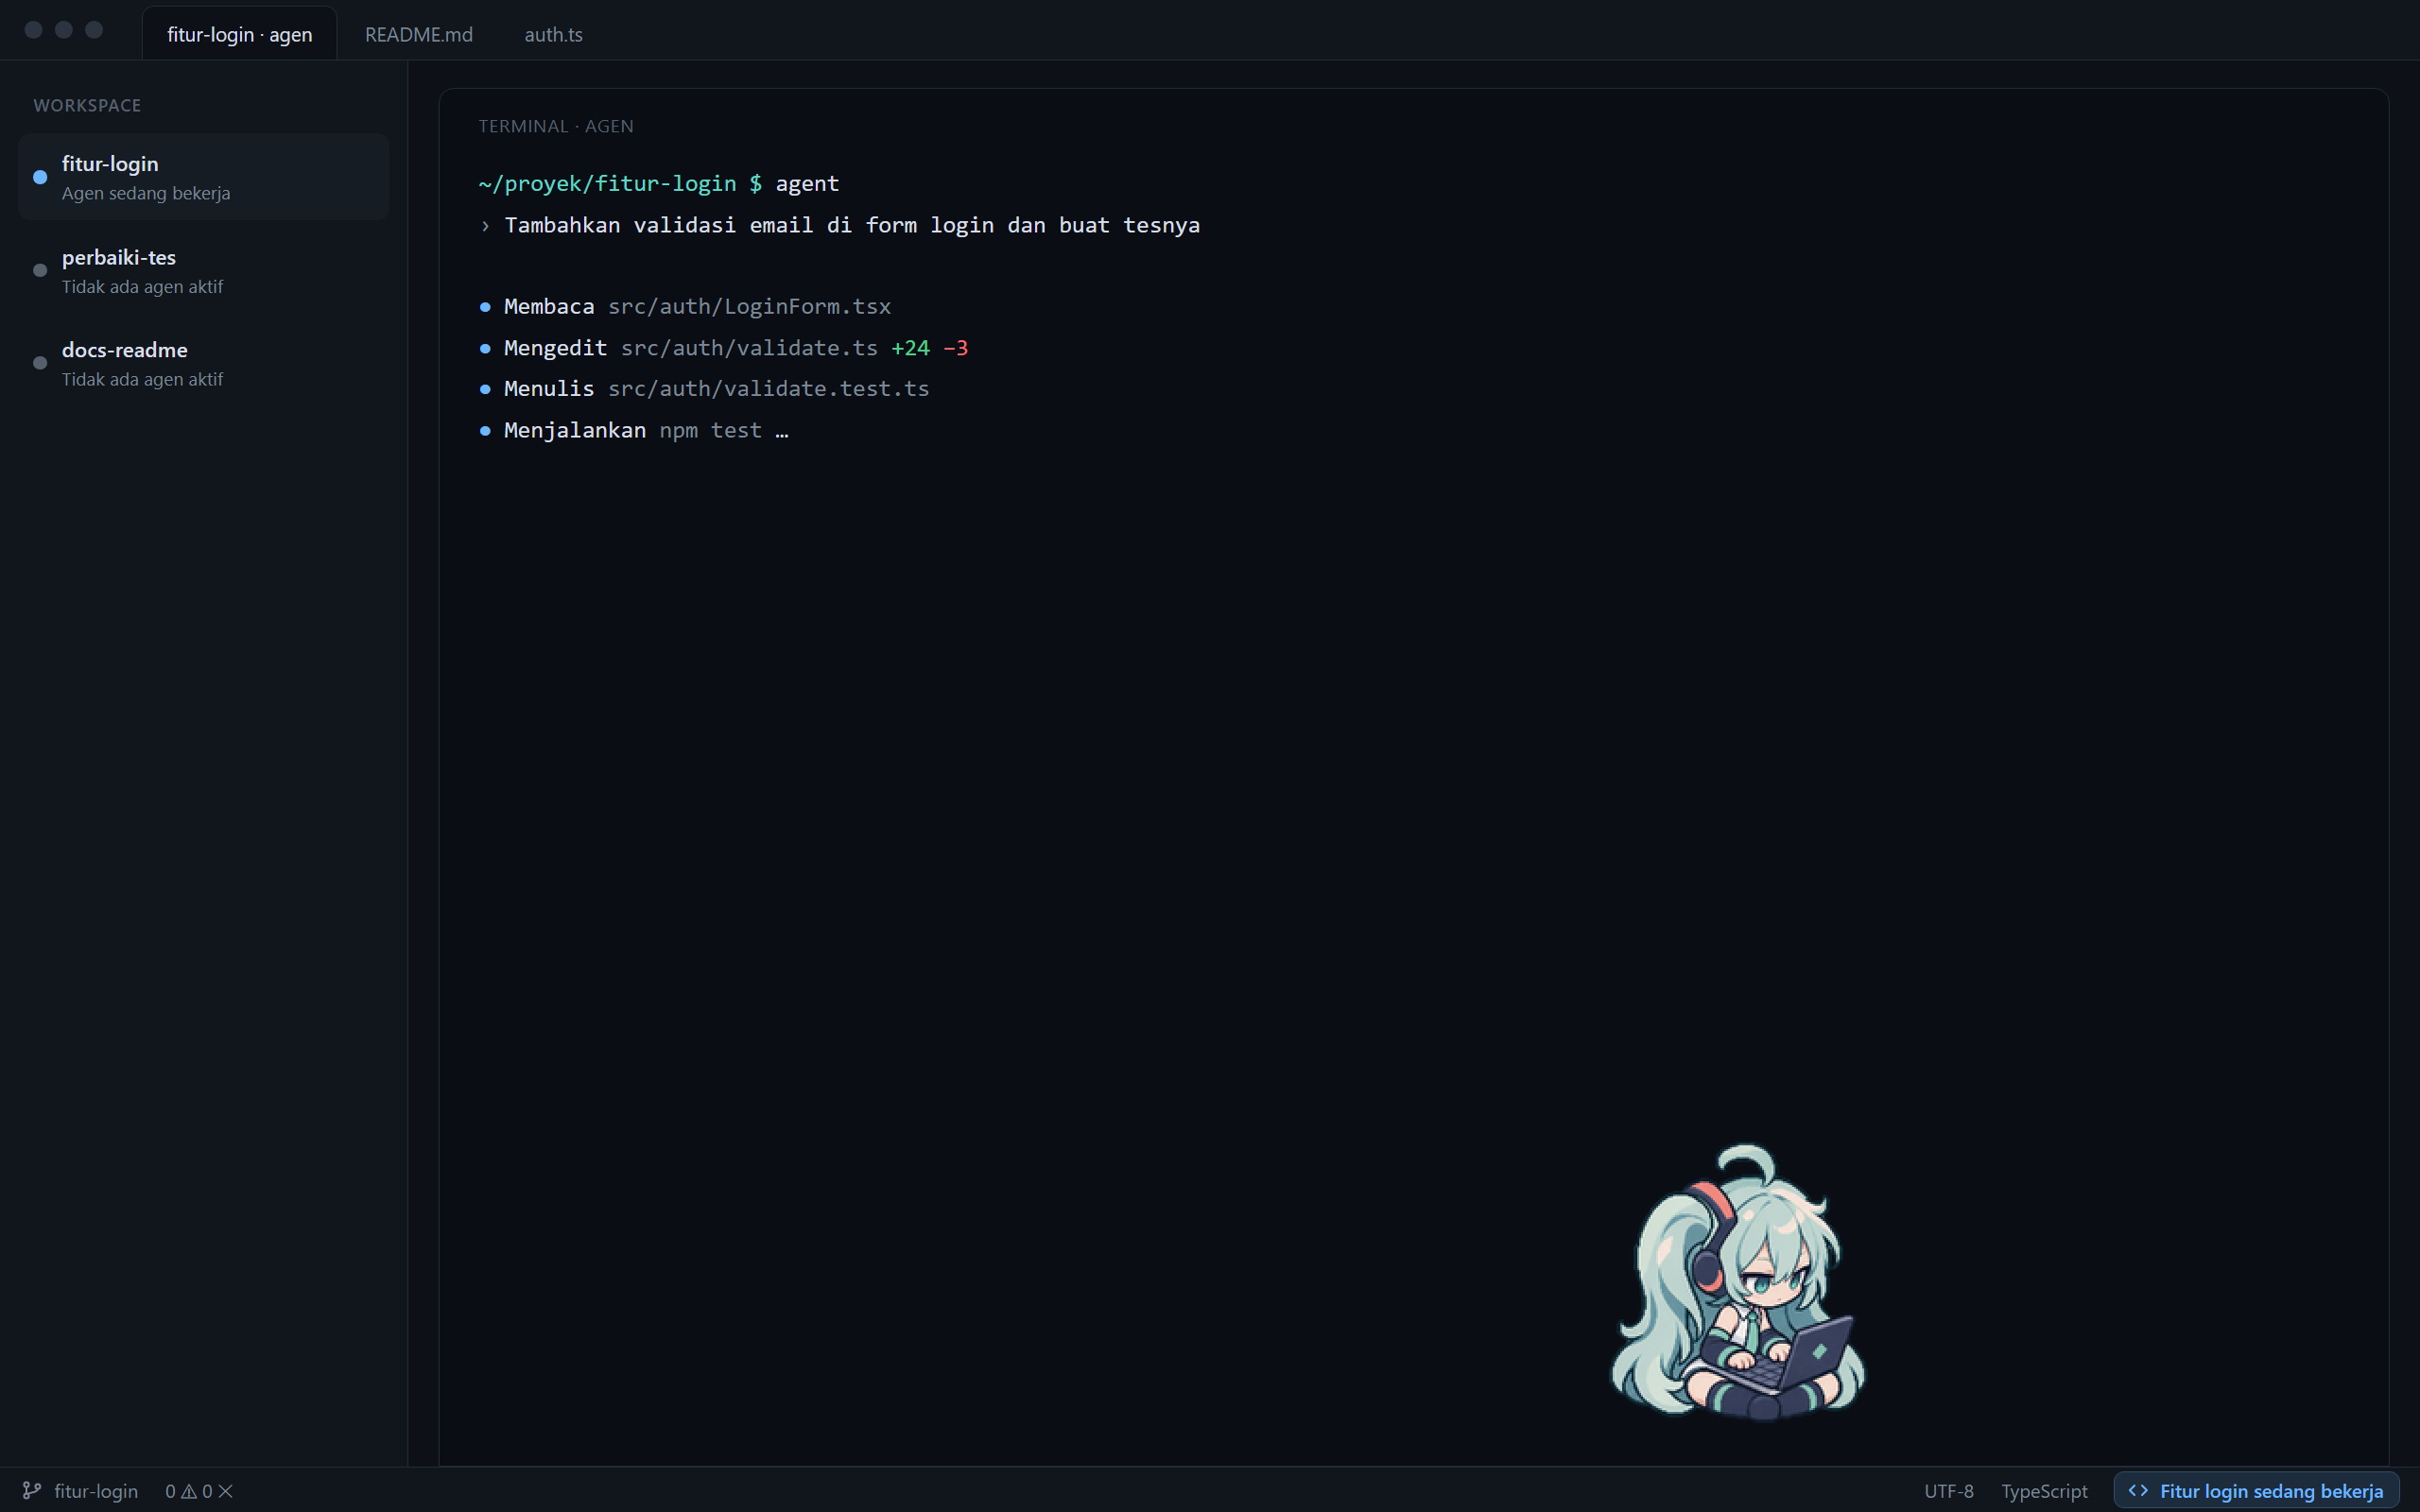 fitur-login · agen
README.md
auth.ts
WORKSPACE
fitur-login
Agen sedang bekerja
perbaiki-tes
Tidak ada agen aktif
docs-readme
Tidak ada agen aktif
TERMINAL · AGEN
~/proyek/fitur-login $ agent
› Tambahkan validasi email di form login dan buat tesnya
● Membaca src/auth/LoginForm.tsx
● Mengedit src/auth/validate.ts +24 −3
● Menulis src/auth/validate.test.ts
● Menjalankan npm test …
fitur-login 0 ⚠ 0 ✕
UTF-8 TypeScript <> Fitur login sedang bekerja